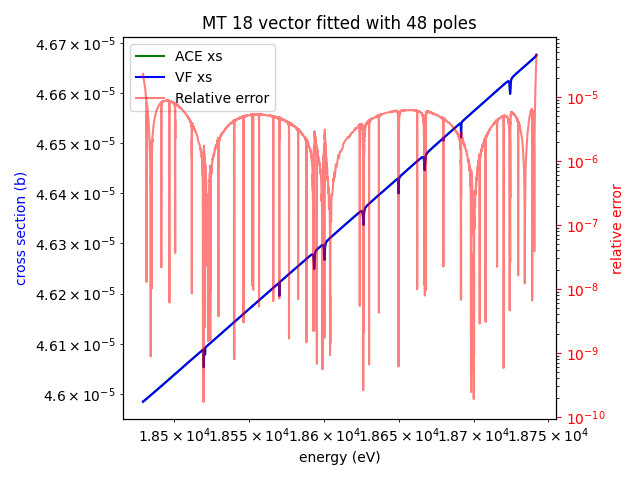 MT 18 vector fitted with 48 poles
ACE xs
VF xs
Relative error
4.67 × 10⁻⁵
4.66 × 10⁻⁵
4.65 × 10⁻⁵
4.64 × 10⁻⁵
4.63 × 10⁻⁵
4.62 × 10⁻⁵
4.61 × 10⁻⁵
4.6 × 10⁻⁵
cross section (b)
10⁻⁵
10⁻⁶
10⁻⁷
10⁻⁸
10⁻⁹
10⁻¹⁰
relative error
1.85 × 10⁴ 1.855 × 10⁴ 1.86 × 10⁴ 1.865 × 10⁴ 1.87 × 10⁴ 1.875 × 10⁴
energy (eV)